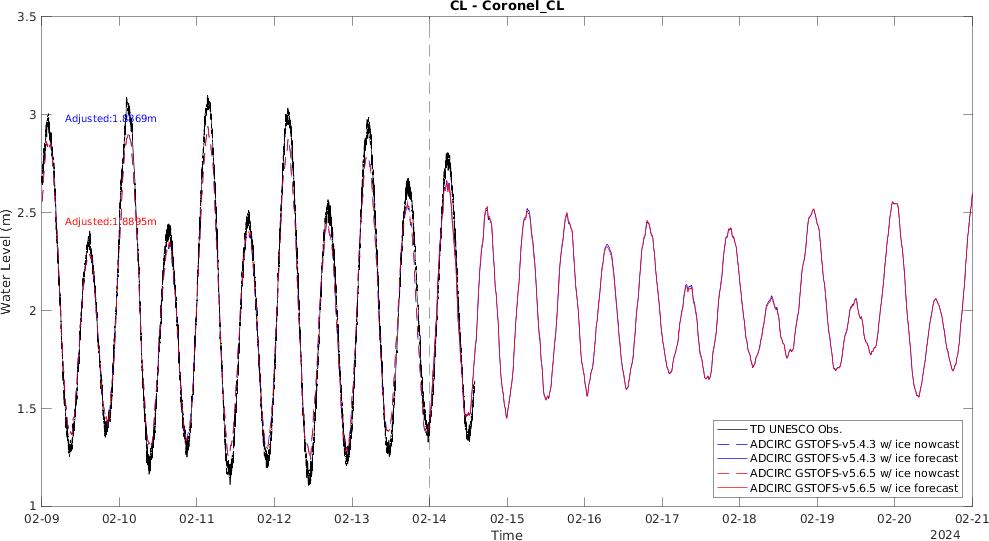 CL - Coronel_CL
3.5
3
2.5
2
1.5
1
Water Level (m)
Adjusted:1.8869m
Adjusted:1.8895m
TD UNESCO Obs.
ADCIRC GSTOFS-v5.4.3 w/ ice nowcast
ADCIRC GSTOFS-v5.4.3 w/ ice forecast
ADCIRC GSTOFS-v5.6.5 w/ ice nowcast
ADCIRC GSTOFS-v5.6.5 w/ ice forecast
02-09 02-10 02-11 02-12 02-13 02-14 02-15 02-16 02-17 02-18 02-19 02-20 02-21
Time
2024